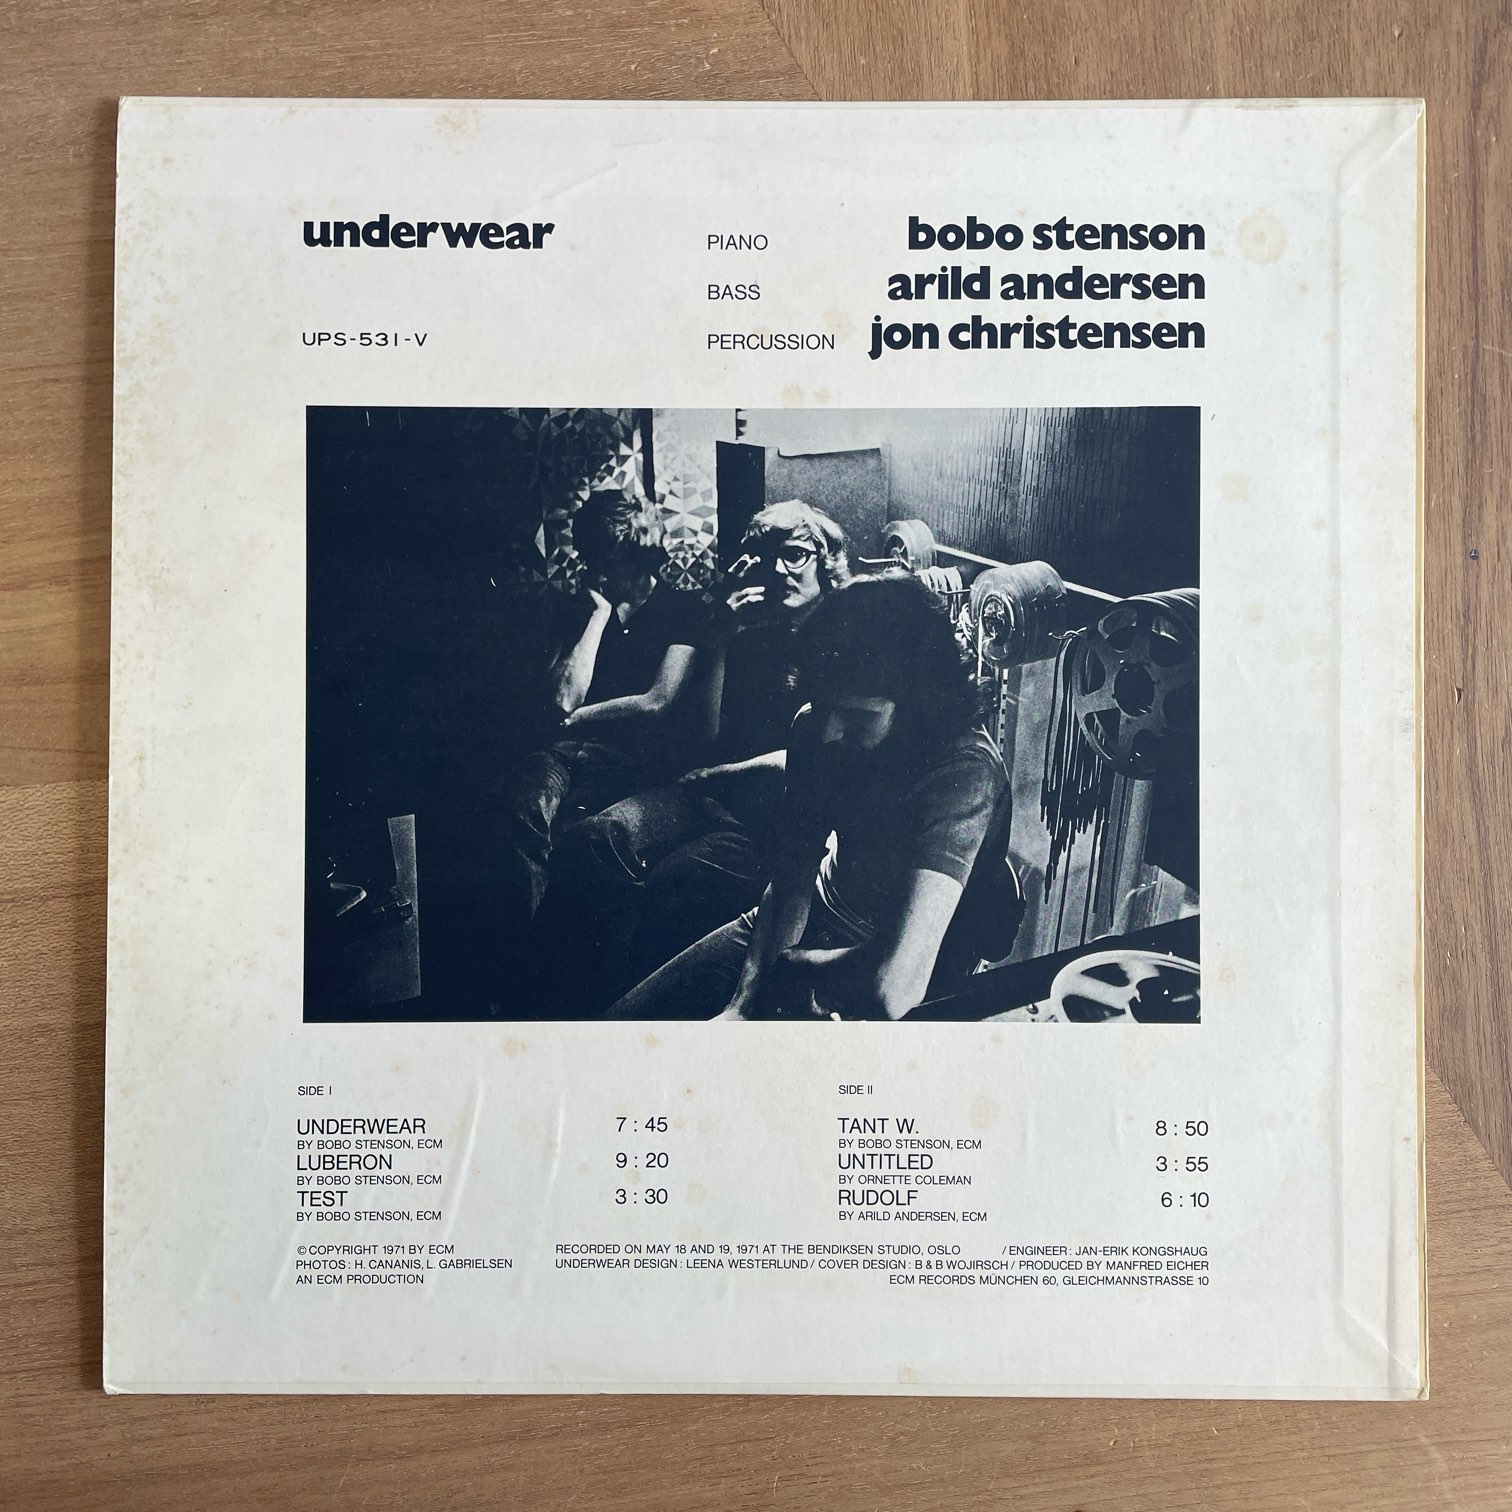 underwear
PIANO bobo stenson
BASS arild andersen
UPS-531-V
PERCUSSION jon christensen
SIDE I
UNDERWEAR 7 : 45
BY BOBO STENSON, ECM
LUBERON 9 : 20
BY BOBO STENSON, ECM
TEST 3 : 30
BY BOBO STENSON, ECM
SIDE II
TANT W. 8 : 50
BY BOBO STENSON, ECM
UNTITLED 3 : 55
BY ORNETTE COLEMAN
RUDOLF 6 : 10
BY ARILD ANDERSEN, ECM
© COPYRIGHT 1971 BY ECM
PHOTOS : H. CANANIS, L. GABRIELSEN
AN ECM PRODUCTION
RECORDED ON MAY 18 AND 19, 1971 AT THE BENDIKSEN STUDIO, OSLO / ENGINEER : JAN-ERIK KONGSHAUG
UNDERWEAR DESIGN : LEENA WESTERLUND / COVER DESIGN : B & B WOJIRSCH / PRODUCED BY MANFRED EICHER
ECM RECORDS MÜNCHEN 60, GLEICHMANNSTRASSE 10